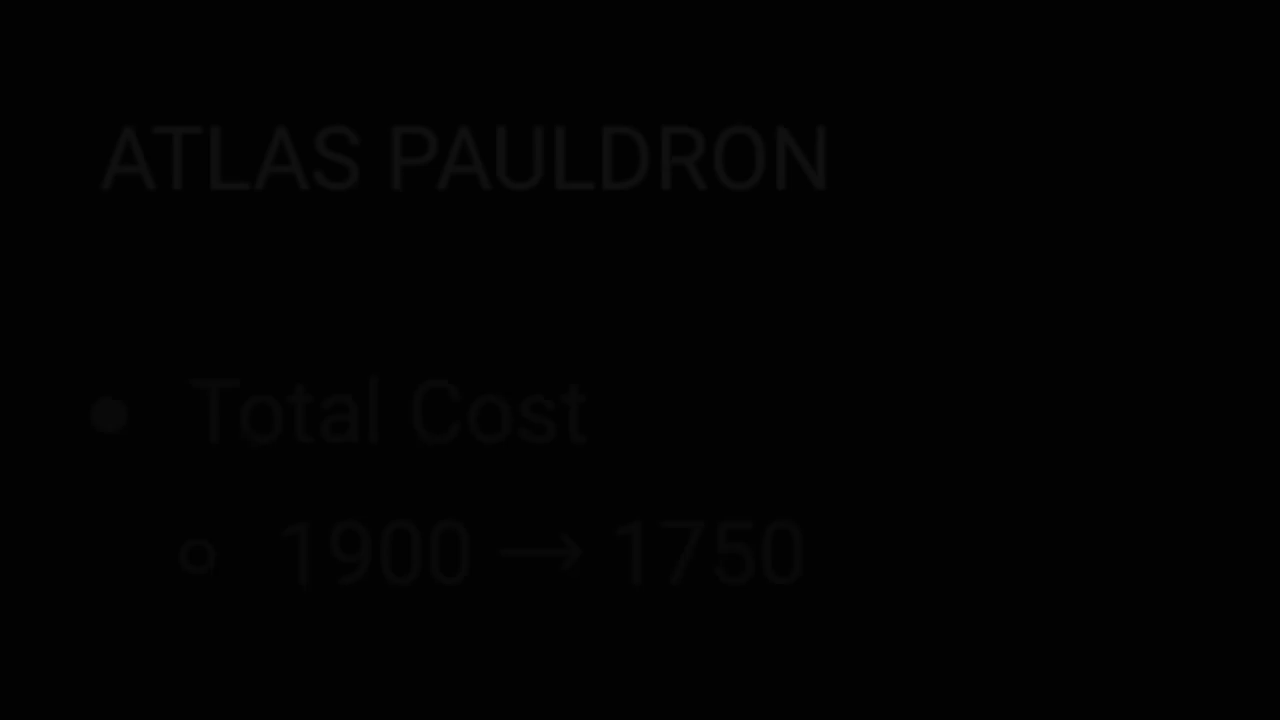 ATLAS PAULDRON
• Total Cost
○ 1900 → 1750